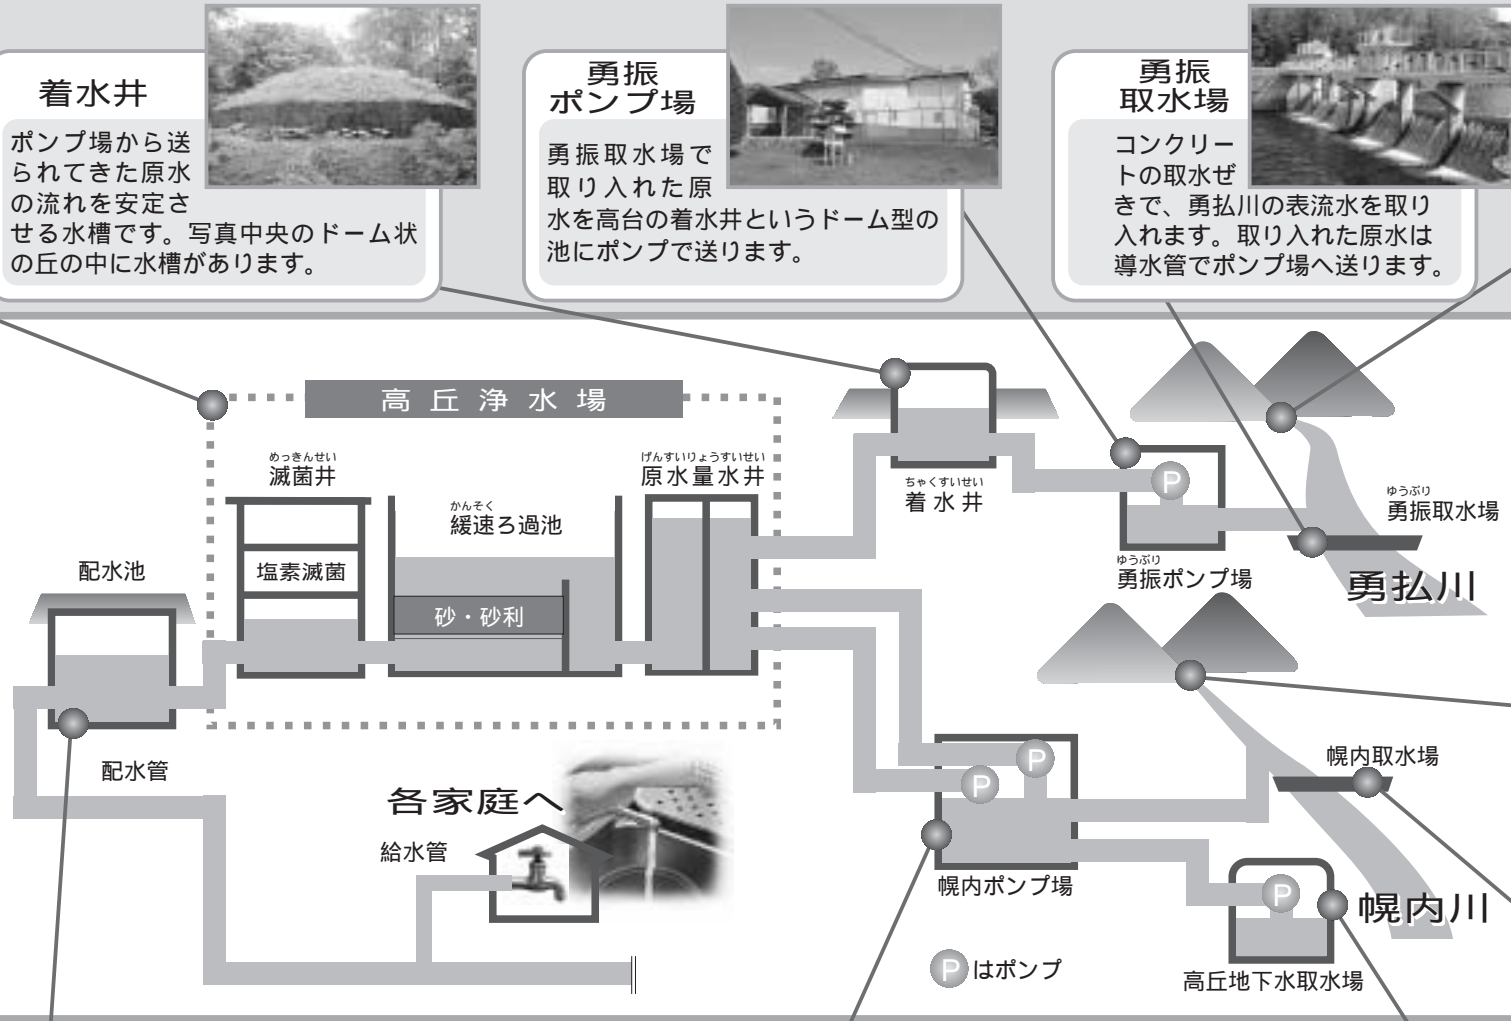 着水井
ポンプ場から送
られてきた原水
の流れを安定さ
せる水槽です。写真中央のドーム状
の丘の中に水槽があります。
勇振
ポンプ場
勇振取水場で
取り入れた原
水を高台の着水井というドーム型の
池にポンプで送ります。
勇振
取水場
コンクリー
トの取水ぜ
きで、勇払川の表流水を取り
入れます。取り入れた原水は
導水管でポンプ場へ送ります。
高丘浄水場
めっきんせい
滅菌井
かんそく
緩速ろ過池
げんすいりょうすいせい
原水量水井
ちゃくすいせい
着水井
P
ゆうぶり
勇振取水場
ゆうぶり
勇振ポンプ場
勇払川
配水池
塩素滅菌
砂・砂利
配水管
各家庭へ
給水管
P
P
幌内取水場
幌内ポンプ場
P
幌内川
Pはポンプ
高丘地下水取水場